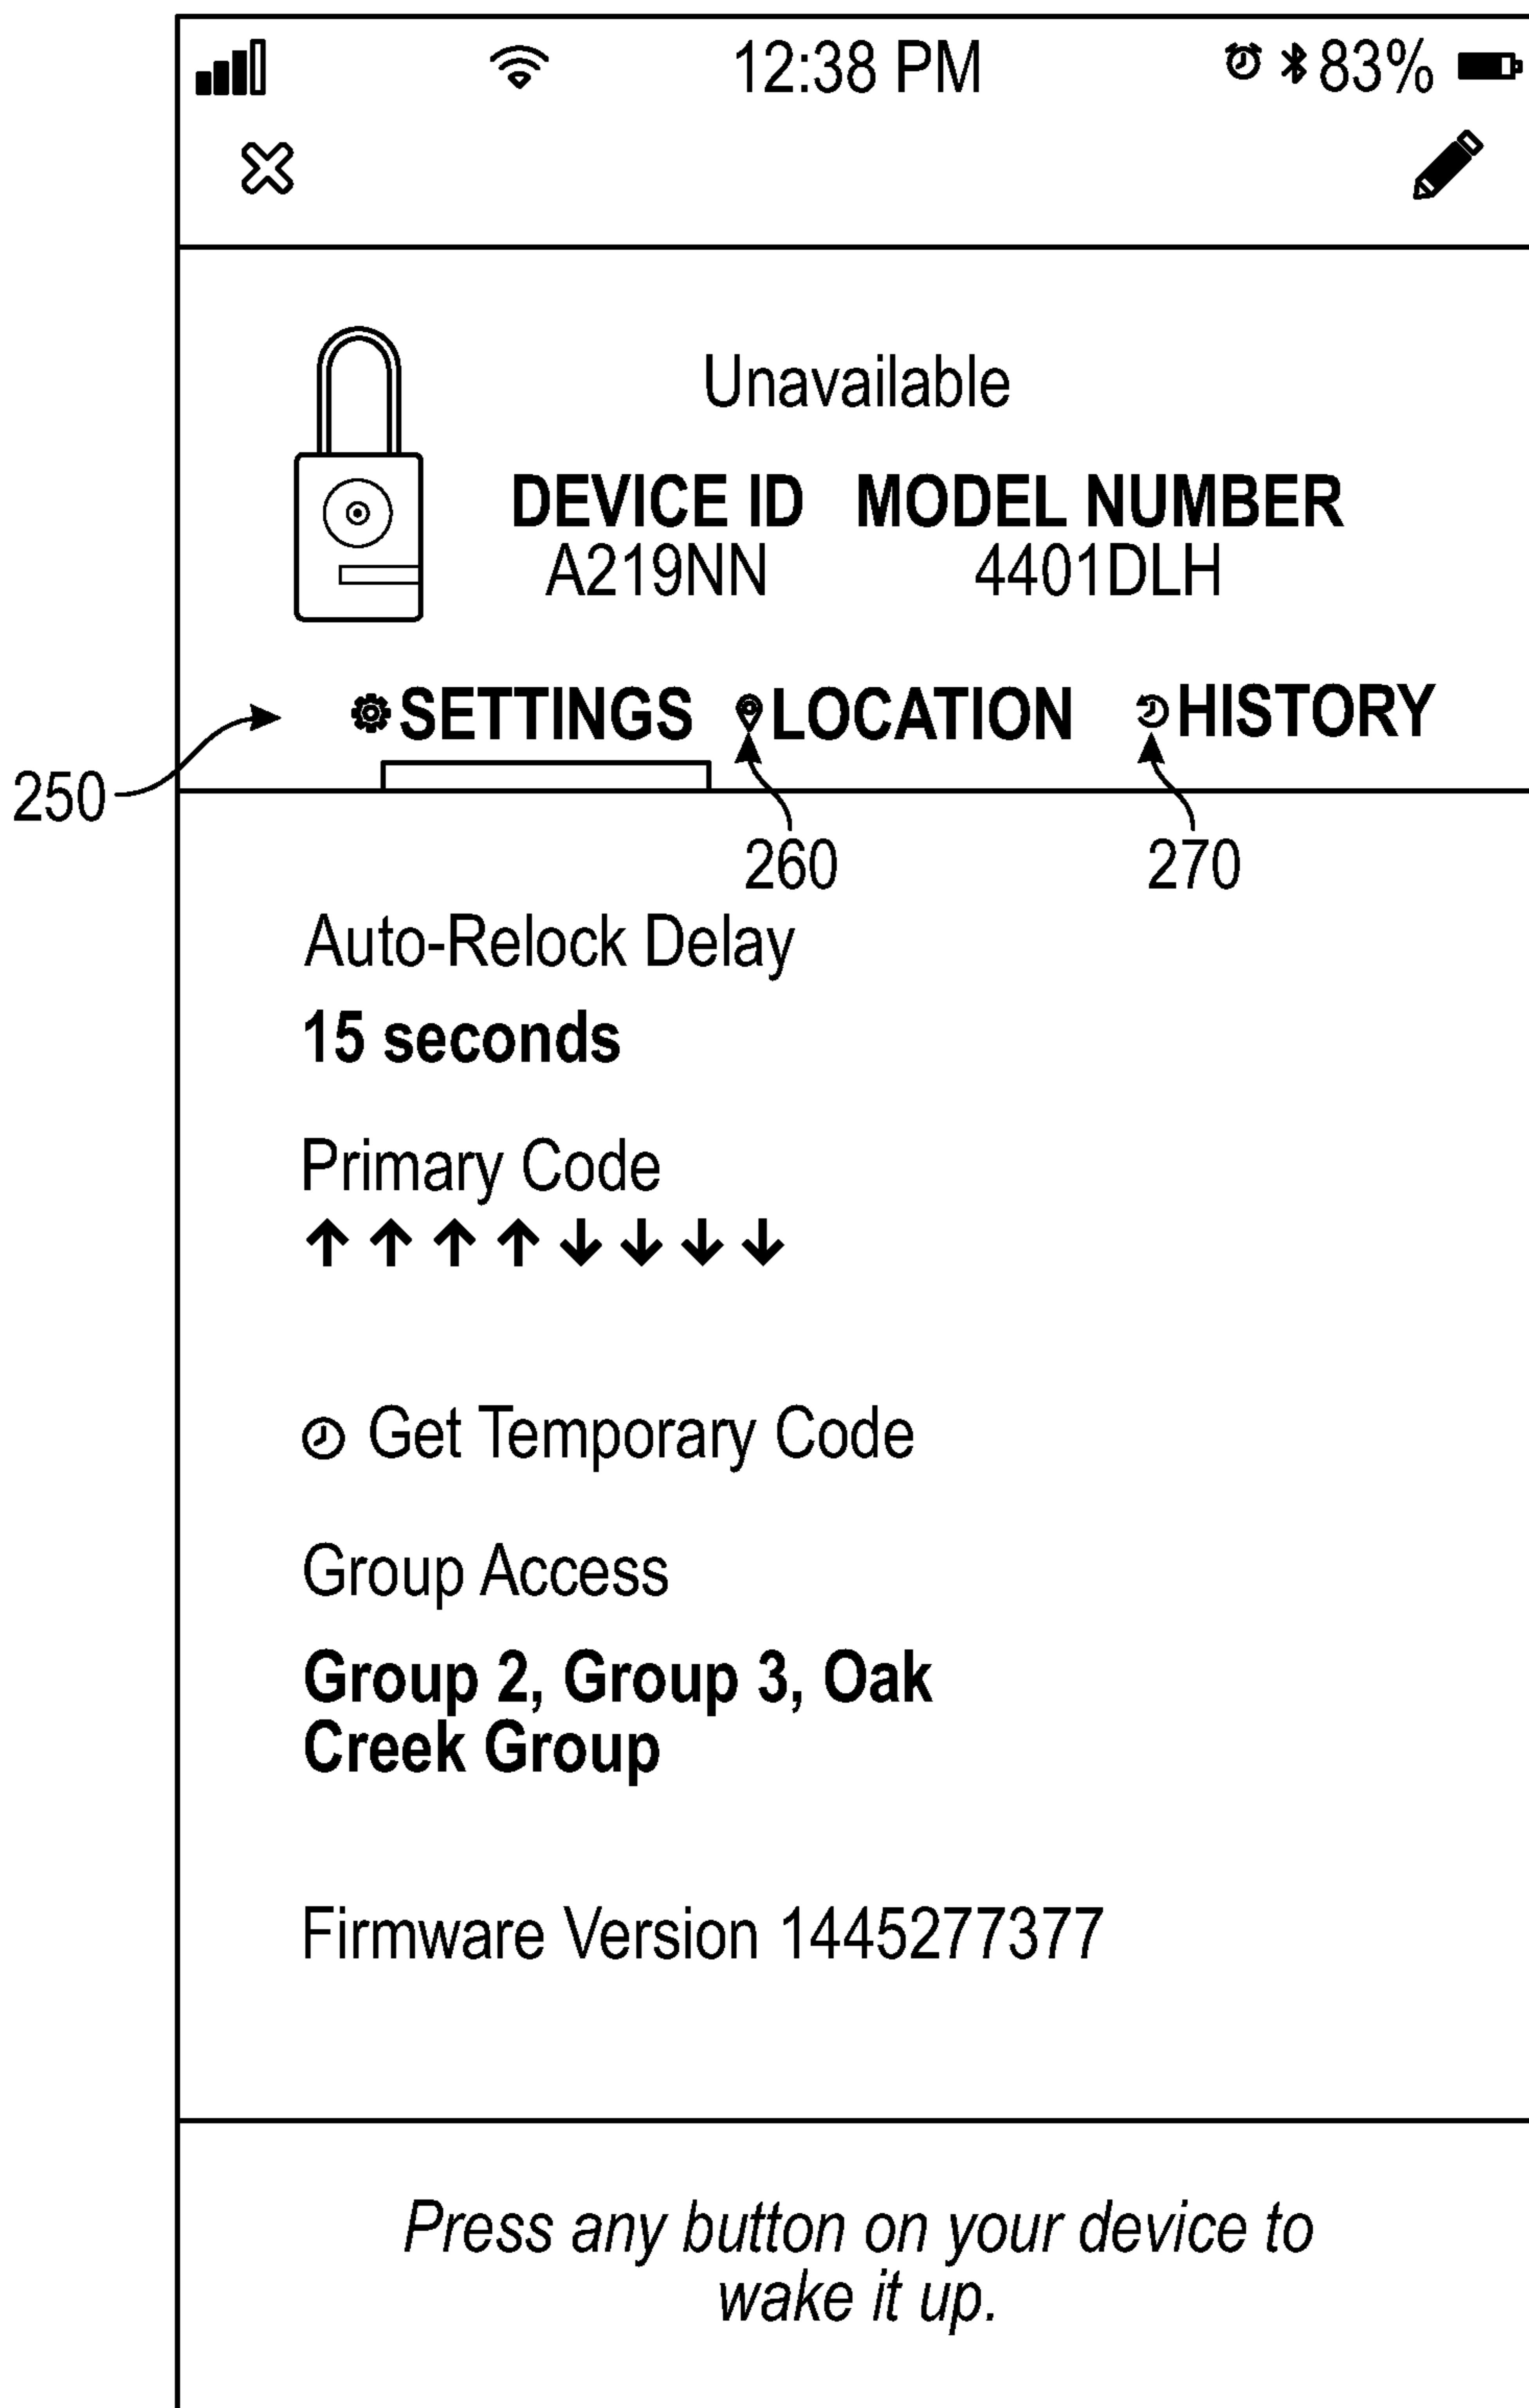 12:38 PM 83%
Unavailable
DEVICE ID MODEL NUMBER
A219NN 4401DLH
SETTINGS LOCATION HISTORY
250
260 270
Auto-Relock Delay
15 seconds
Primary Code
↑ ↑ ↑ ↑ ↓ ↓ ↓ ↓
Get Temporary Code
Group Access
Group 2, Group 3, Oak
Creek Group
Firmware Version 1445277377
Press any button on your device to
wake it up.